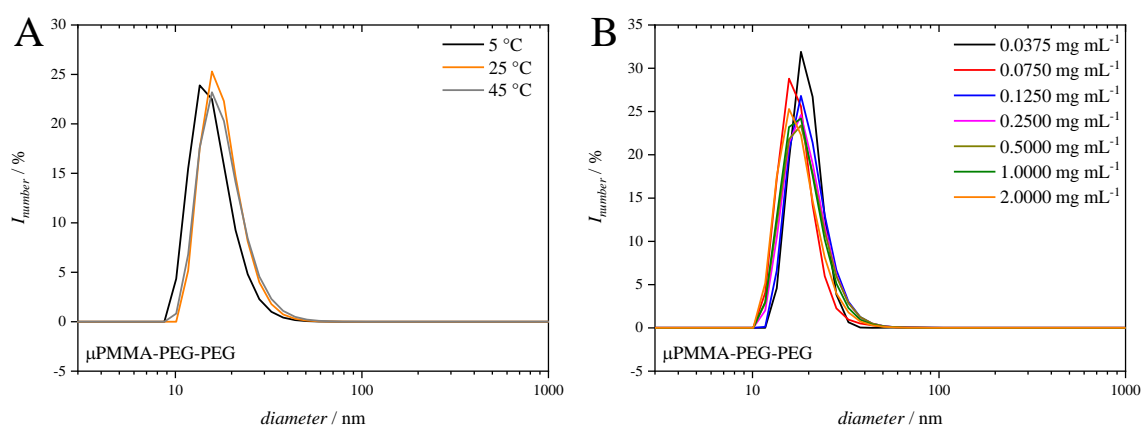 A
30
25
20
15
10
5
0
-5
I_number / %
5 °C
25 °C
45 °C
μPMMA-PEG-PEG
10
100
1000
diameter / nm
B
35
30
25
20
15
10
5
0
-5
I_number / %
0.0375 mg mL⁻¹
0.0750 mg mL⁻¹
0.1250 mg mL⁻¹
0.2500 mg mL⁻¹
0.5000 mg mL⁻¹
1.0000 mg mL⁻¹
2.0000 mg mL⁻¹
μPMMA-PEG-PEG
10
100
1000
diameter / nm